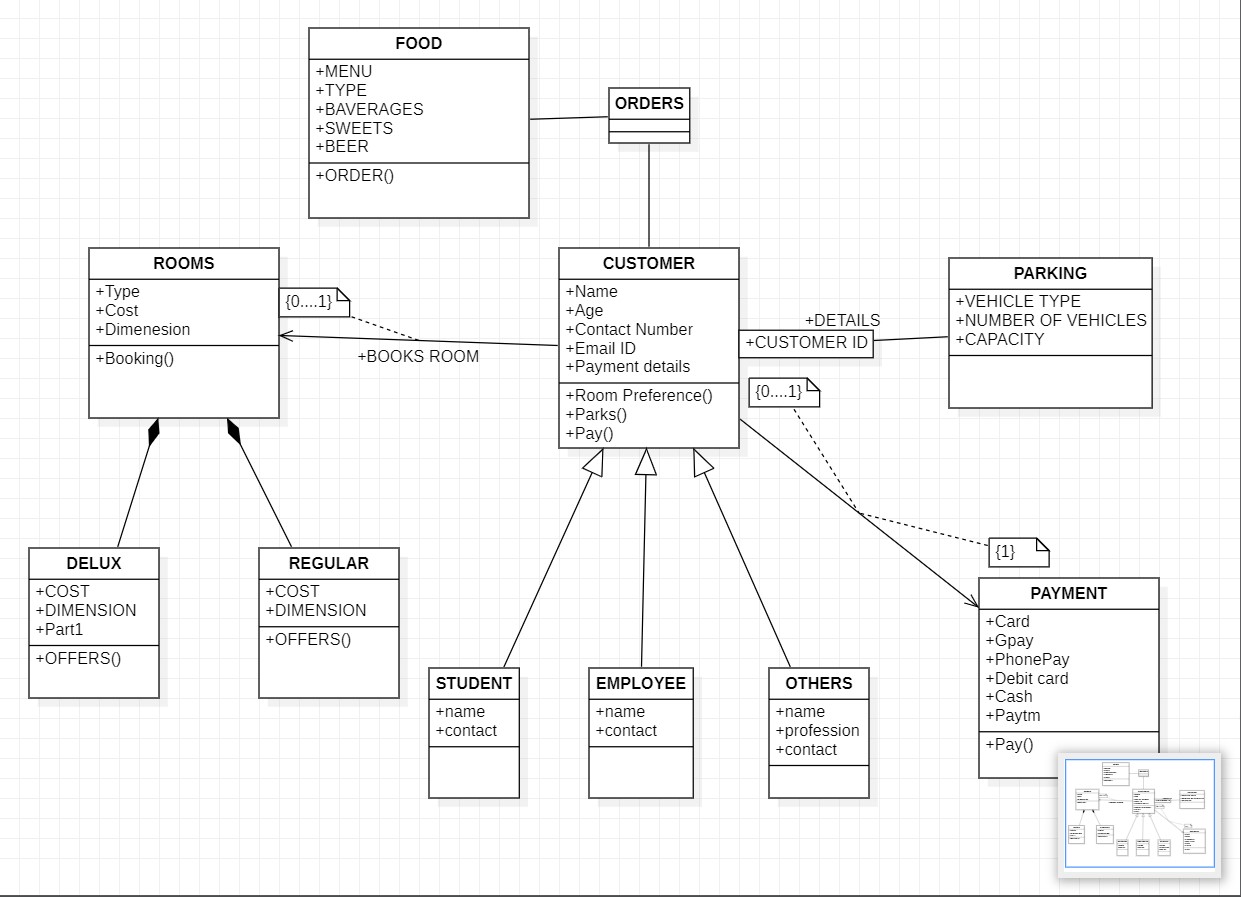 FOOD
+MENU
+TYPE
+BAVERAGES
+SWEETS
+BEER
+ORDER()
ORDERS
ROOMS
+Type
+Cost
+Dimenesion
+Booking()
{0....1}
+BOOKS ROOM
CUSTOMER
+Name
+Age
+Contact Number
+Email ID
+Payment details
+Room Preference()
+Parks()
+Pay()
+DETAILS
+CUSTOMER ID
PARKING
+VEHICLE TYPE
+NUMBER OF VEHICLES
+CAPACITY
{0....1}
{1}
DELUX
+COST
+DIMENSION
+Part1
+OFFERS()
REGULAR
+COST
+DIMENSION
+OFFERS()
STUDENT
+name
+contact
EMPLOYEE
+name
+contact
OTHERS
+name
+profession
+contact
PAYMENT
+Card
+Gpay
+PhonePay
+Debit card
+Cash
+Paytm
+Pay()